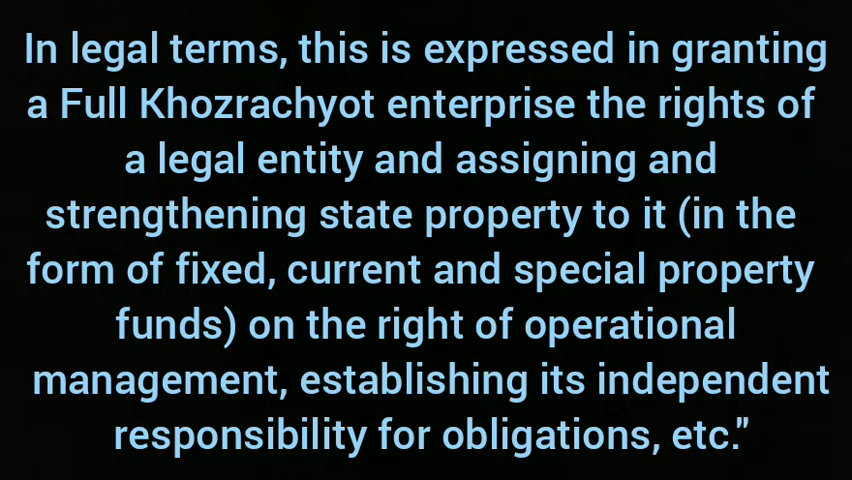 In legal terms, this is expressed in granting
a Full Khozrachyot enterprise the rights of
a legal entity and assigning and
strengthening state property to it (in the
form of fixed, current and special property
funds) on the right of operational
management, establishing its independent
responsibility for obligations, etc."